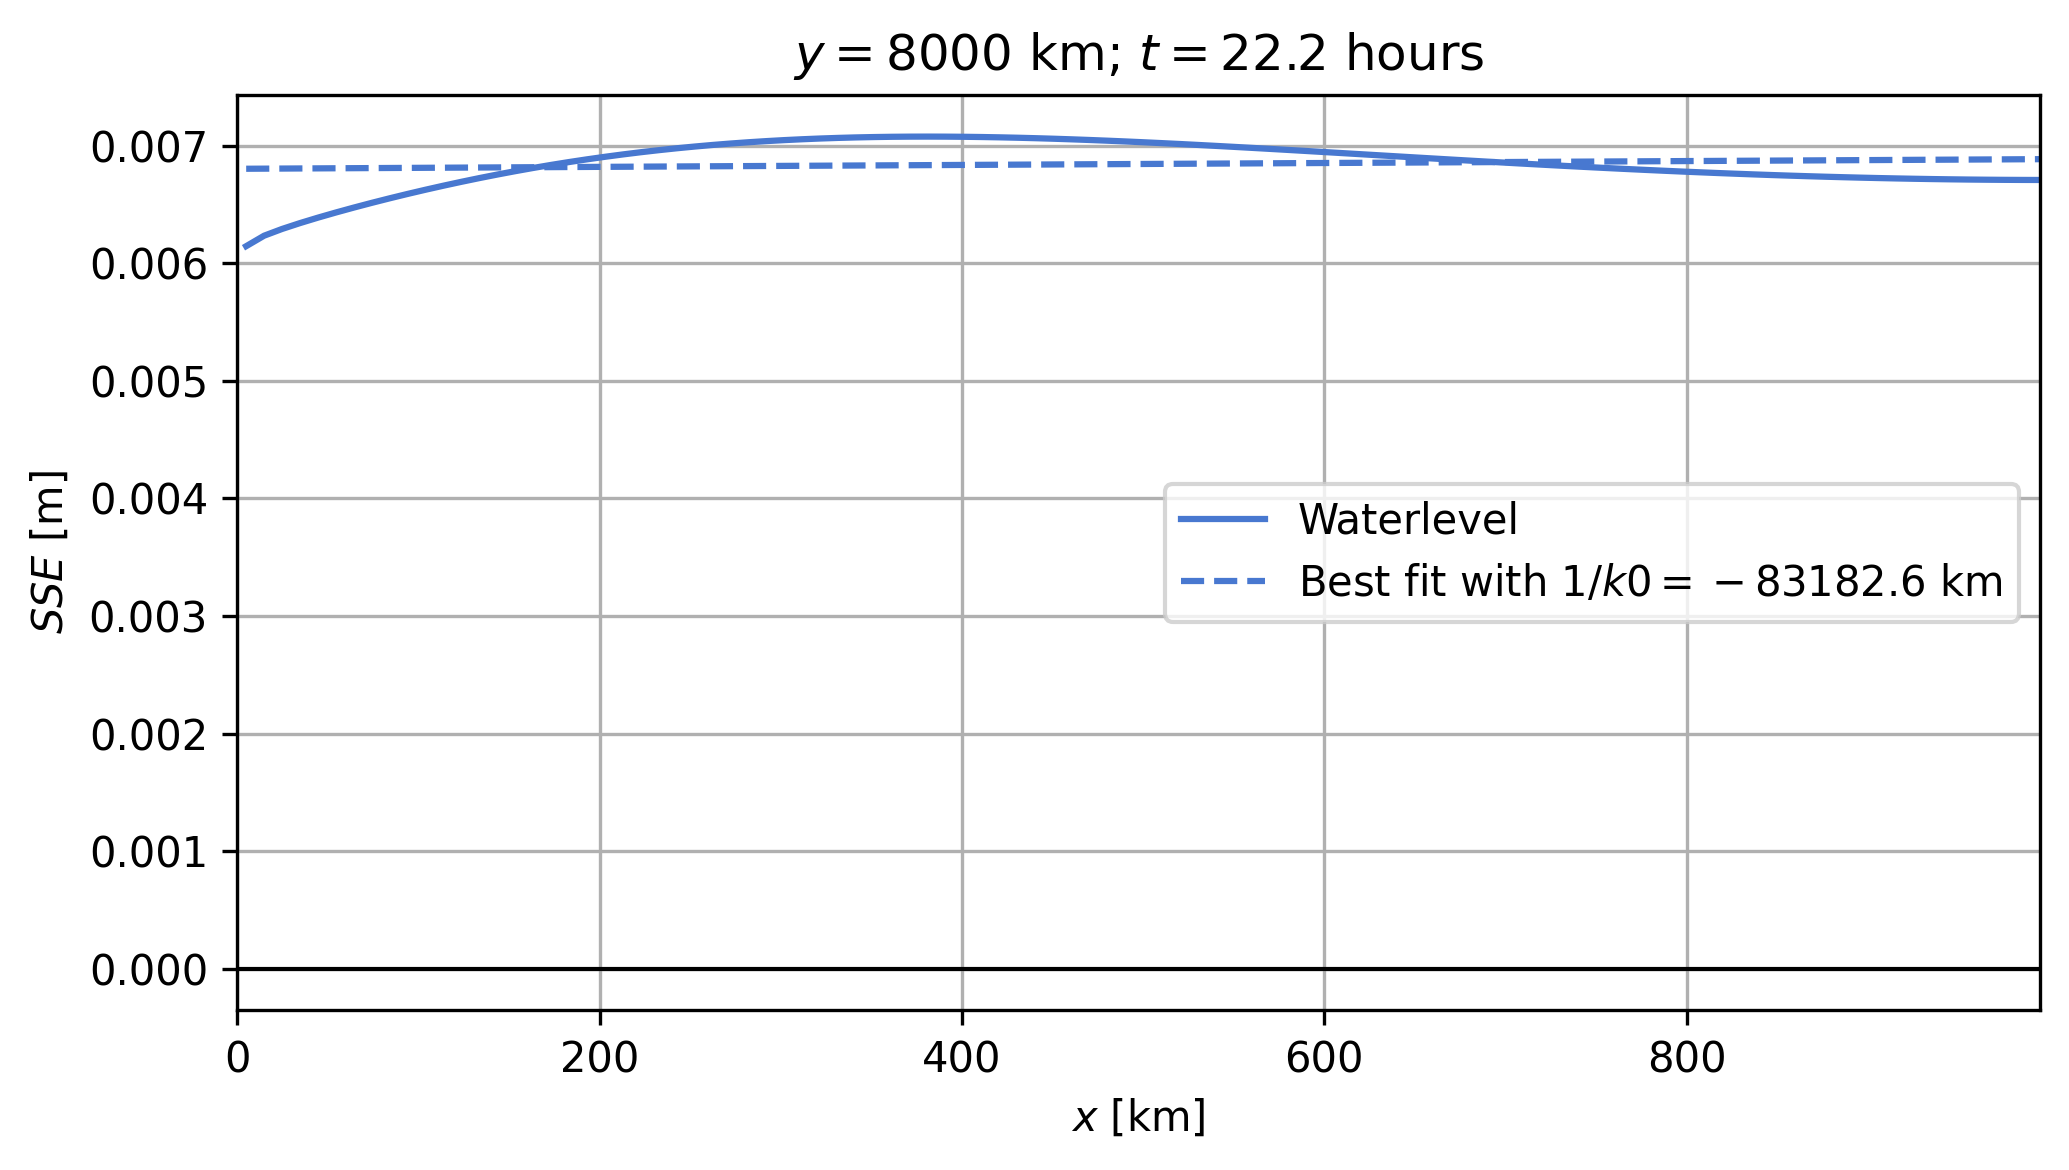 y = 8000 km; t = 22.2 hours
0.007
0.006
0.005
0.004
0.003
0.002
0.001
0.000
SSE [m]
Waterlevel
Best fit with 1/k0 = −83182.6 km
0 200 400 600 800
x [km]